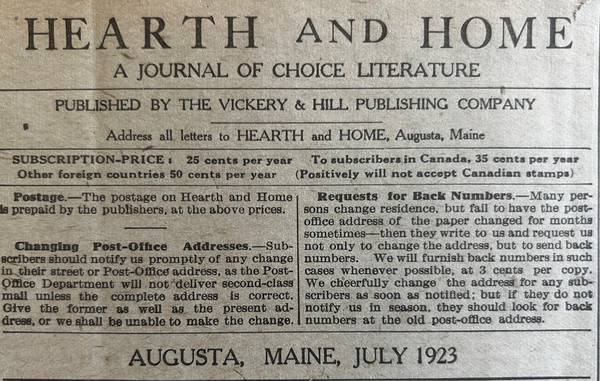 HEARTH AND HOME
A JOURNAL OF CHOICE LITERATURE
PUBLISHED BY THE VICKERY & HILL PUBLISHING COMPANY
Address all letters to HEARTH and HOME, Augusta, Maine
SUBSCRIPTION-PRICE: 25 cents per year To subscribers in Canada, 35 cents per year
Other foreign countries 50 cents per year (Positively will not accept Canadian stamps)
Postage.—The postage on Hearth and Home
is prepaid by the publishers, at the above prices.
Changing Post-Office Addresses.—Sub-
scribers should notify us promptly of any change
in their street or Post-Office address, as the Post-
Office Department will not deliver second-class
mail unless the complete address is correct.
Give the former as well as the present ad-
dress, or we shall be unable to make the change.
Requests for Back Numbers.—Many per-
sons change residence, but fail to have the post-
office address of the paper changed for months
sometimes—then they write to us and request us
not only to change the address, but to send back
numbers. We will furnish back numbers in such
cases whenever possible, at 3 cents per copy.
We cheerfully change the address for any sub-
scribers as soon as notified; but if they do not
notify us in season, they should look for back
numbers at the old post-office address.
AUGUSTA, MAINE, JULY 1923